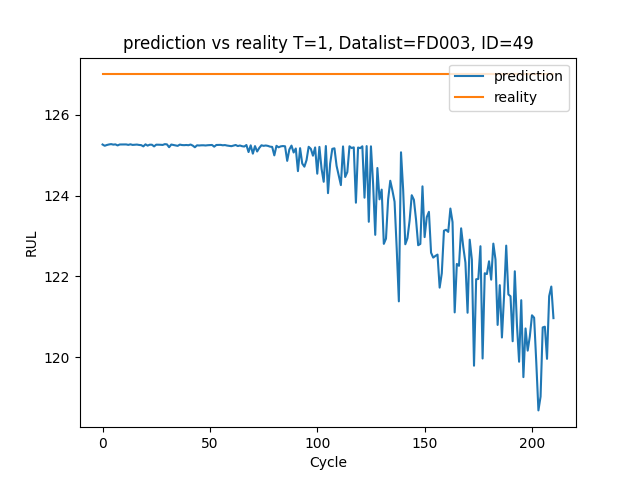 prediction vs reality T=1, Datalist=FD003, ID=49
prediction
reality
RUL
126
124
122
120
0 50 100 150 200
Cycle